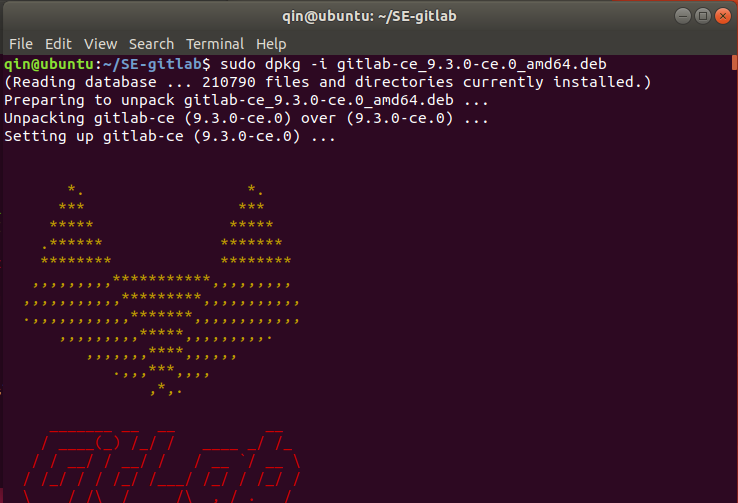 qin@ubuntu: ~/SE-gitlab
File Edit View Search Terminal Help
qin@ubuntu:~/SE-gitlab$ sudo dpkg -i gitlab-ce_9.3.0-ce.0_amd64.deb
(Reading database ... 210790 files and directories currently installed.)
Preparing to unpack gitlab-ce_9.3.0-ce.0_amd64.deb ...
Unpacking gitlab-ce (9.3.0-ce.0) over (9.3.0-ce.0) ...
Setting up gitlab-ce (9.3.0-ce.0) ...
GitLab